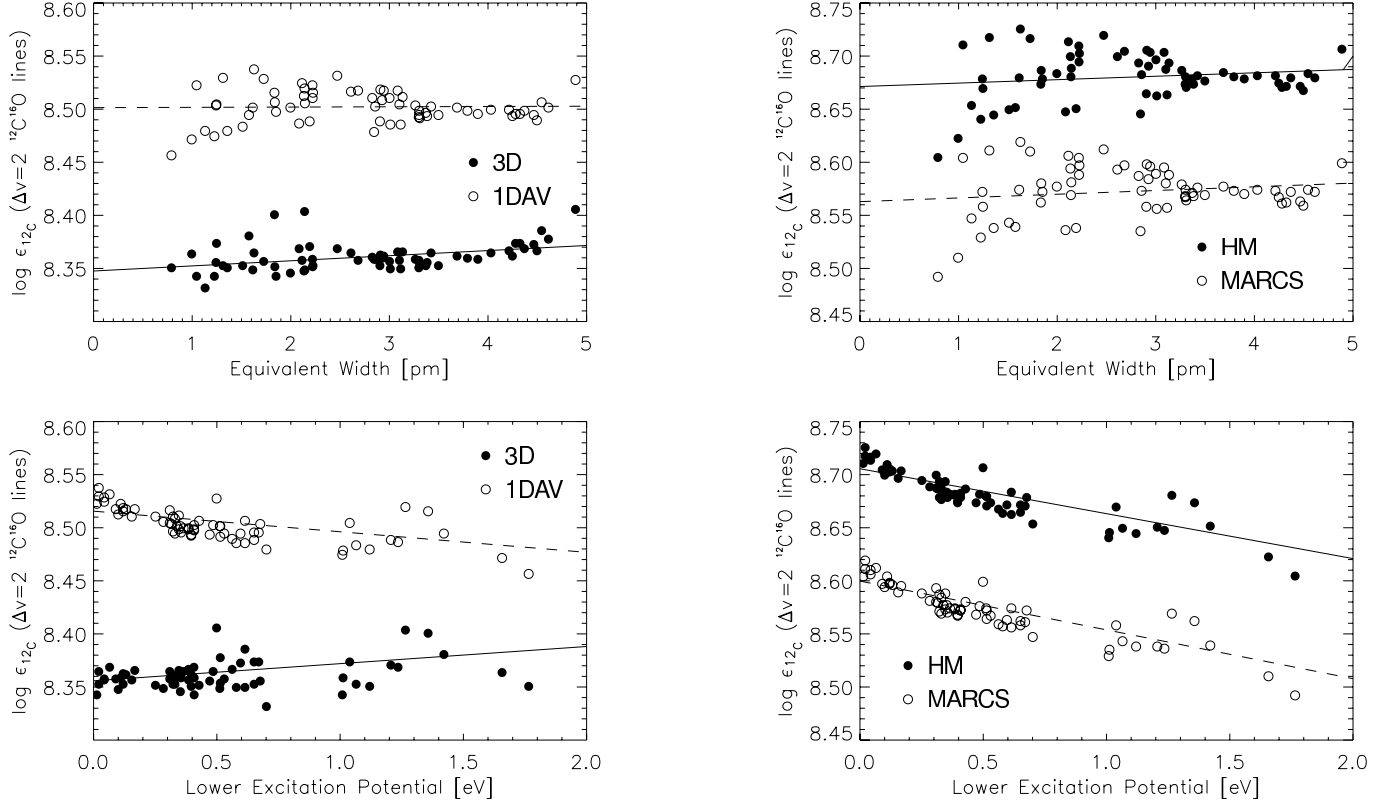 8.60
8.55
8.50
8.45
8.40
8.35
log ϵ12C (Δv=2 12C16O lines)
3D
1DAV
0 1 2 3 4 5
Equivalent Width [pm]
8.75
8.70
8.65
8.60
8.55
8.50
8.45
log ϵ12C (Δv=2 12C16O lines)
HM
MARCS
0 1 2 3 4 5
Equivalent Width [pm]
8.60
8.55
8.50
8.45
8.40
8.35
log ϵ12C (Δv=2 12C16O lines)
3D
1DAV
0.0 0.5 1.0 1.5 2.0
Lower Excitation Potential [eV]
8.75
8.70
8.65
8.60
8.55
8.50
8.45
log ϵ12C (Δv=2 12C16O lines)
HM
MARCS
0.0 0.5 1.0 1.5 2.0
Lower Excitation Potential [eV]